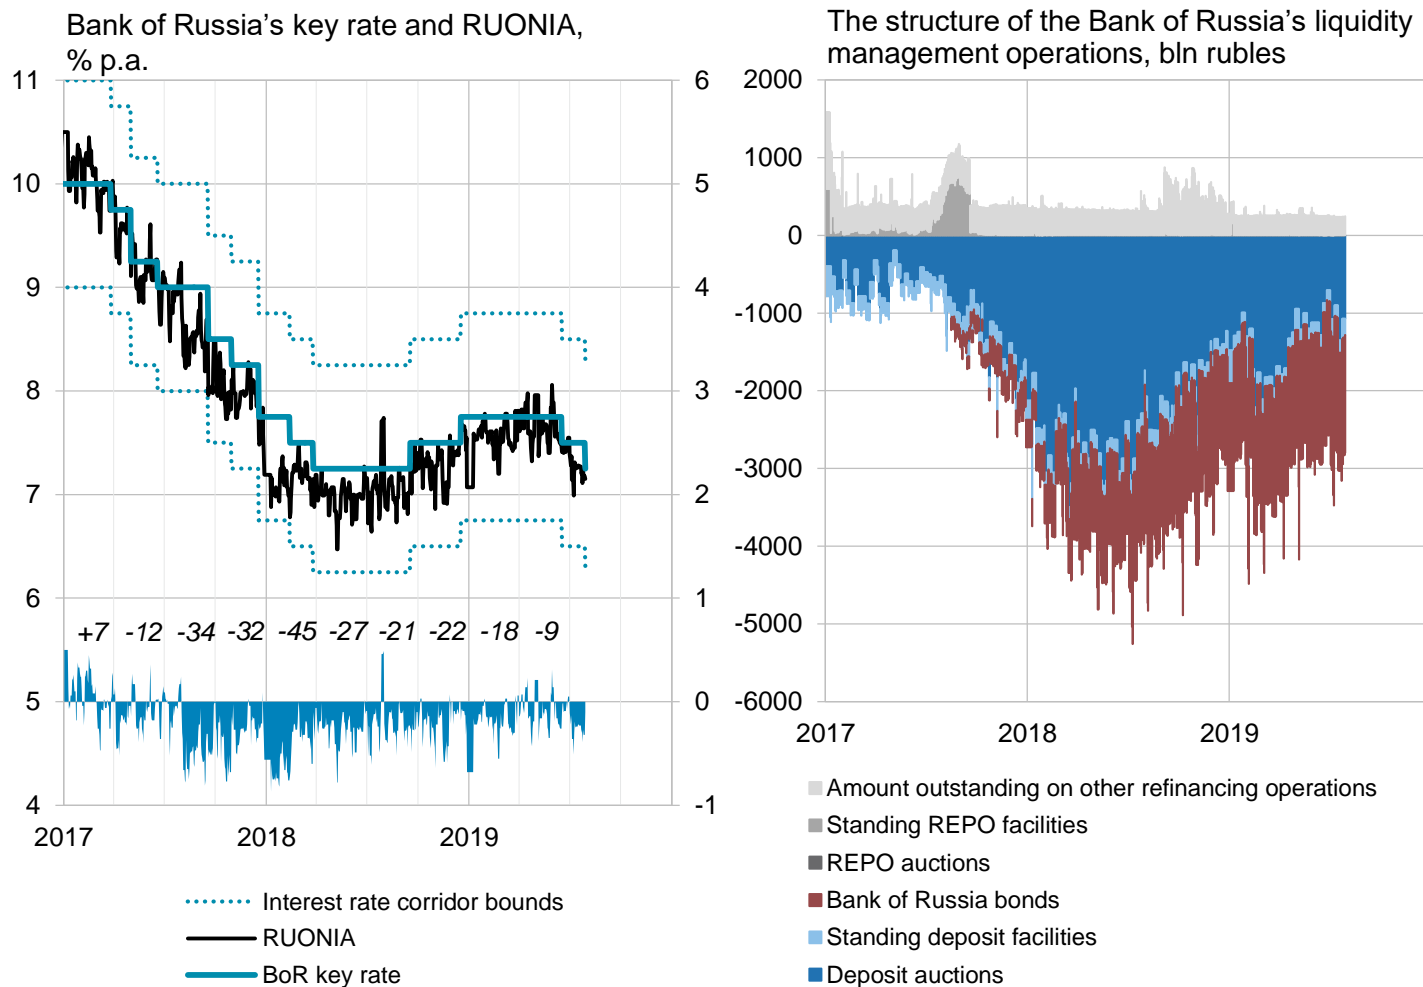 Bank of Russia’s key rate and RUONIA,
% p.a.
11
10
9
8
7
6
5
4
6
5
4
3
2
1
0
-1
+7 -12 -34 -32 -45 -27 -21 -22 -18 -9
2017 2018 2019
Interest rate corridor bounds
RUONIA
BoR key rate
The structure of the Bank of Russia’s liquidity
management operations, bln rubles
2000
1000
0
-1000
-2000
-3000
-4000
-5000
-6000
2017 2018 2019
Amount outstanding on other refinancing operations
Standing REPO facilities
REPO auctions
Bank of Russia bonds
Standing deposit facilities
Deposit auctions